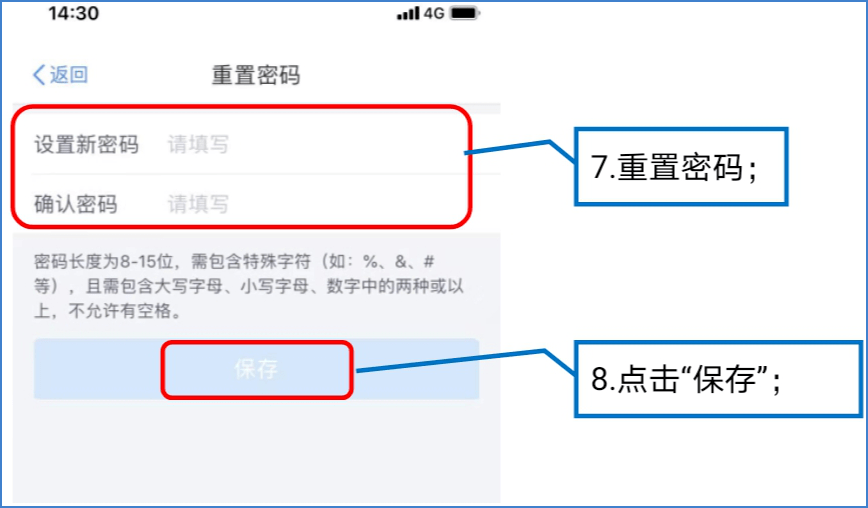 14:30
4G
返回
重置密码
设置新密码 请填写
7.重置密码；
确认密码 请填写
密码长度为8-15位，需包含特殊字符（如：%、&、#
等），且需包含大写字母、小写字母、数字中的两种或以
上，不允许有空格。
保存
8.点击“保存”；